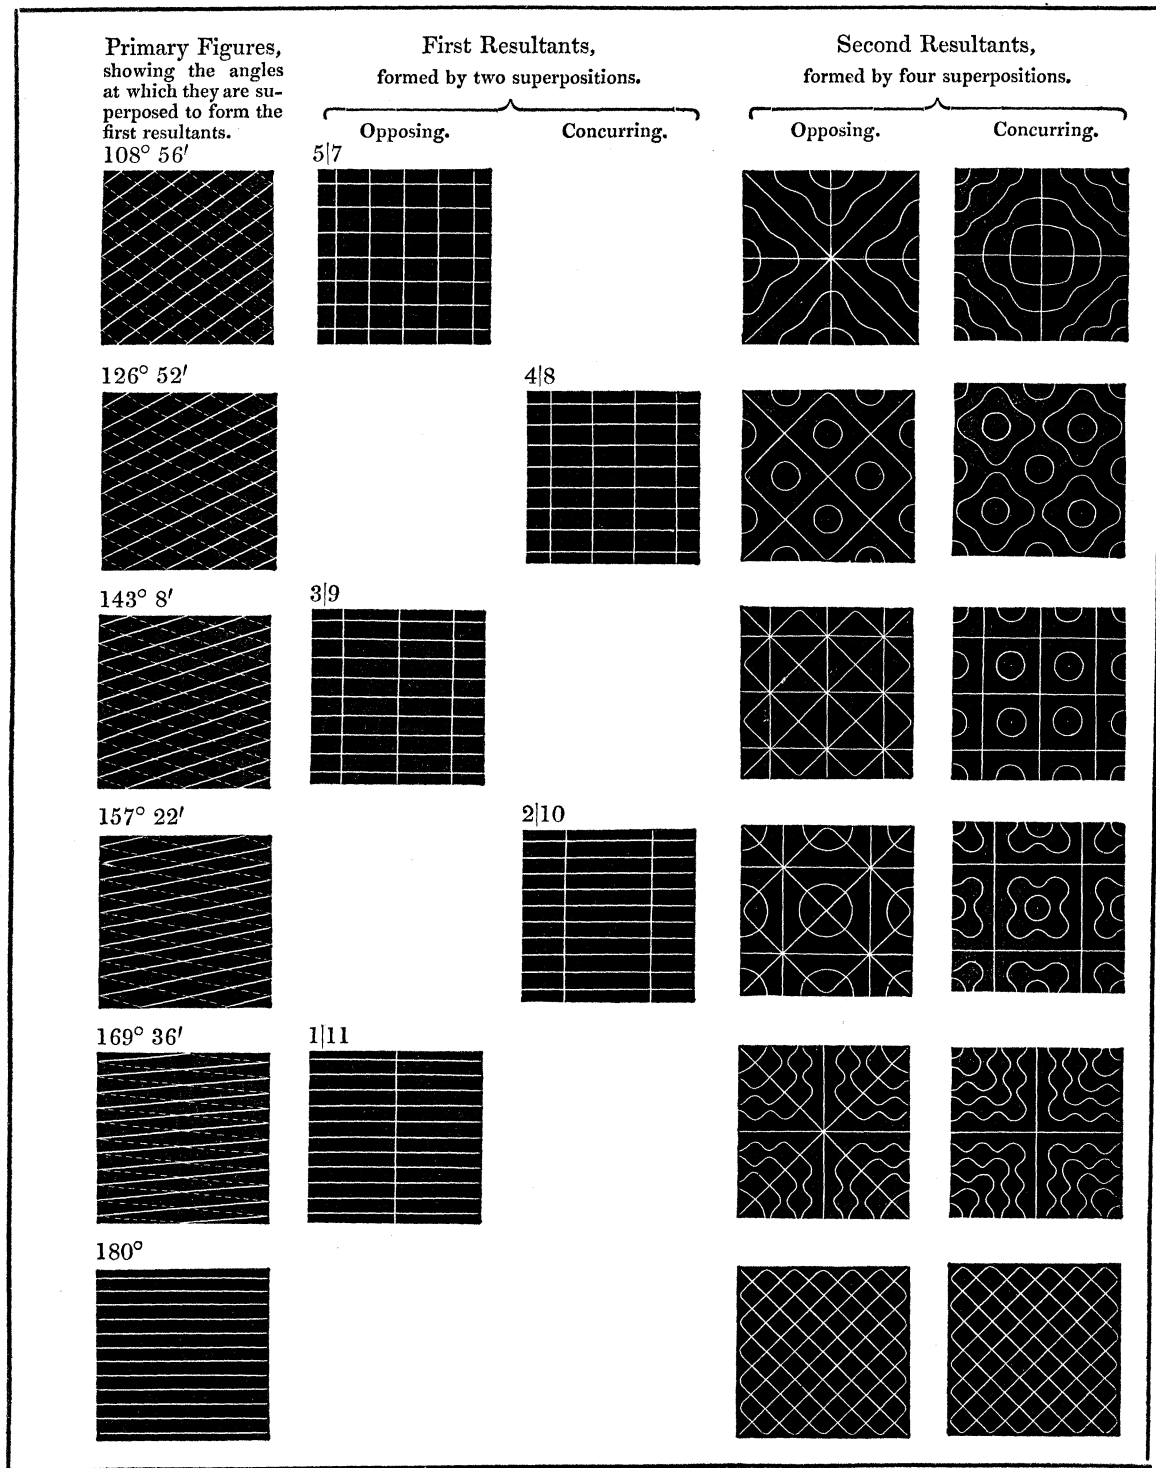 Primary Figures,
showing the angles
at which they are su-
perposed to form the
first resultants.
First Resultants,
formed by two superpositions.
Opposing.
Concurring.
Second Resultants,
formed by four superpositions.
Opposing.
Concurring.
108° 56′
5|7
126° 52′
4|8
143° 8′
3|9
157° 22′
2|10
169° 36′
1|11
180°